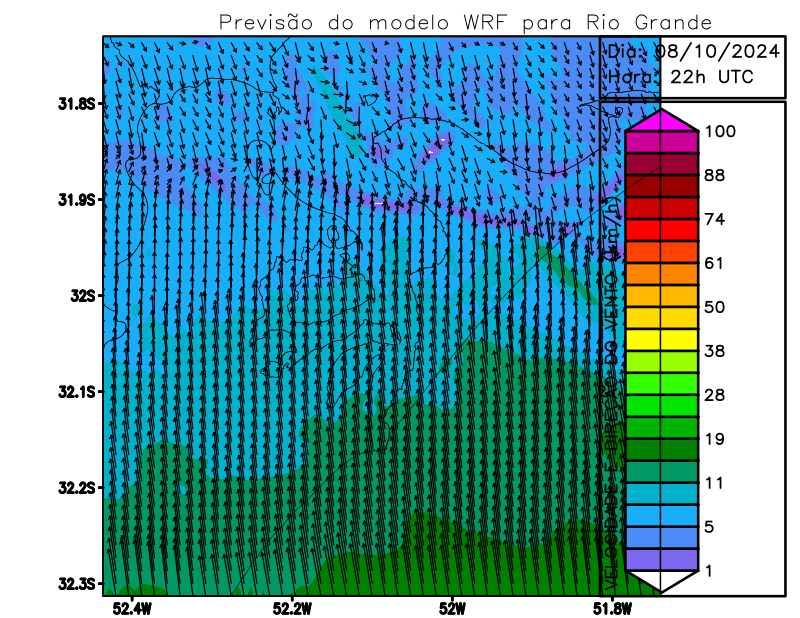 Previsão do modelo WRF para Rio Grande
Dia: 08/10/2024
Hora: 22h UTC
31.8S
31.9S
32S
32.1S
32.2S
32.3S
52.4W
52.2W
52W
51.8W
VELOCIDADE E DIREÇÃO DO VENTO (km/h)
100
88
74
61
50
38
28
19
11
5
1